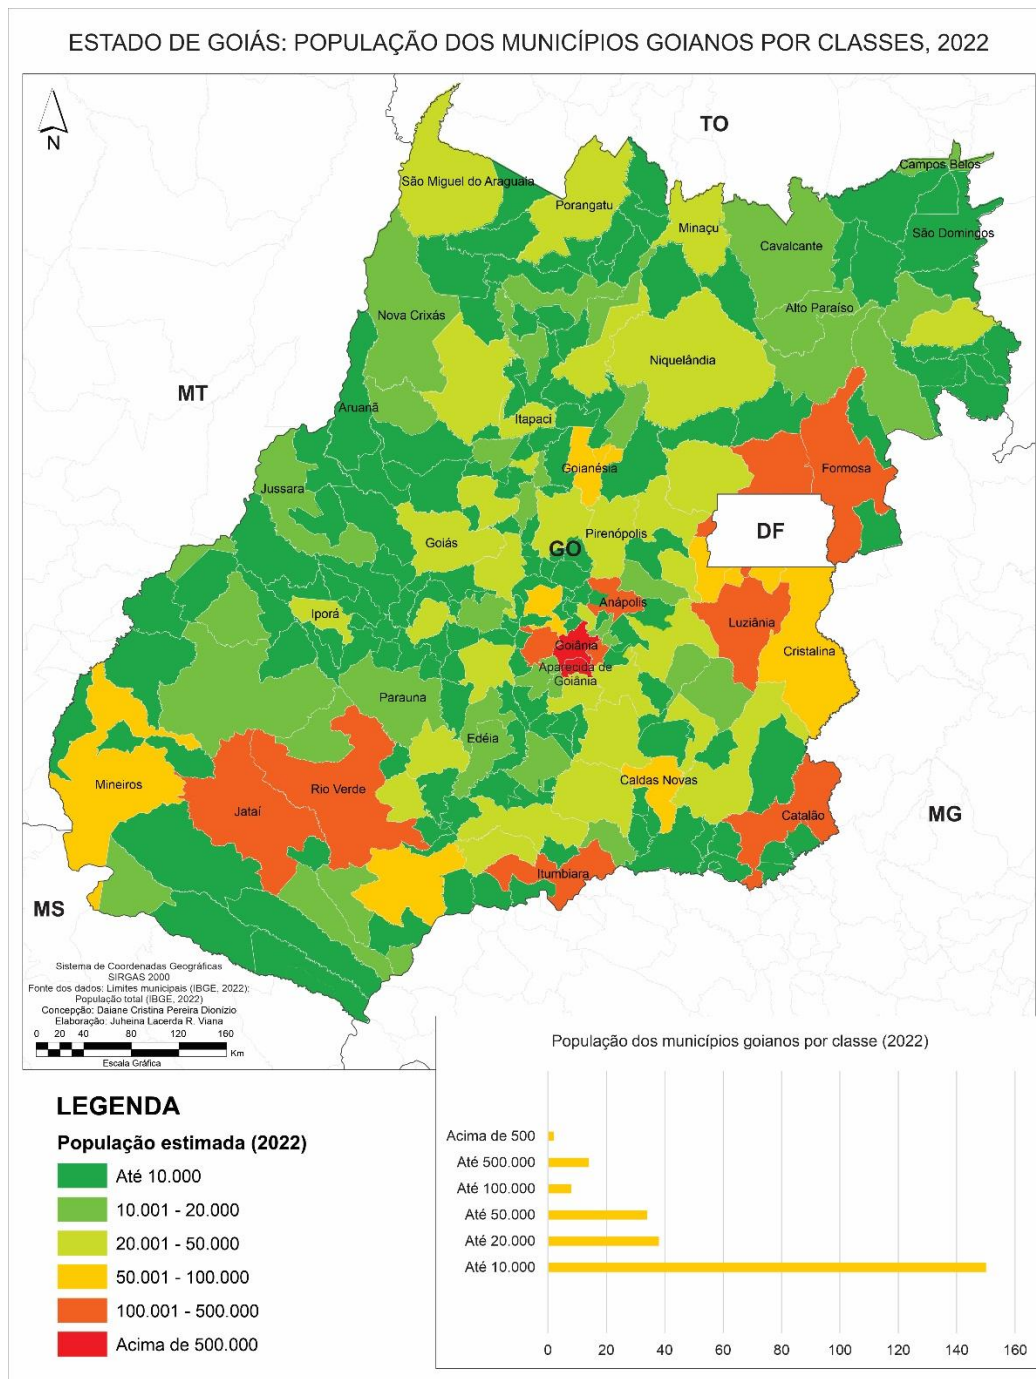 ESTADO DE GOIÁS: POPULAÇÃO DOS MUNICÍPIOS GOIANOS POR CLASSES, 2022
N
TO
Campos Belos
São Miguel do Araguaia
Porangatu
Minaçu
São Domingos
Cavalcante
Nova Crixás
Alto Paraíso
Niquelândia
MT
Aruanã
Itapaci
Goianésia
Formosa
Jussara
Pirenópolis
DF
Goiás
GO
Anápolis
Iporá
Luziânia
Goiânia
Cristalina
Aparecida de
Goiânia
Parauna
Edéia
Mineiros
Rio Verde
Caldas Novas
Jataí
Catalão
MG
Itumbiara
MS
Sistema de Coordenadas Geográficas
SIRGAS 2000
Fonte dos dados: Limites municipais (IBGE, 2022);
População total (IBGE, 2022)
Concepção: Daiane Cristina Pereira Dionizio
Elaboração: Juheina Lacerda R. Viana
0 20 40 80 120 160
Km
Escala Gráfica
LEGENDA
População estimada (2022)
Até 10.000
10.001 - 20.000
20.001 - 50.000
50.001 - 100.000
100.001 - 500.000
Acima de 500.000
População dos municípios goianos por classe (2022)
Acima de 500
Até 500.000
Até 100.000
Até 50.000
Até 20.000
Até 10.000
0 20 40 60 80 100 120 140 160